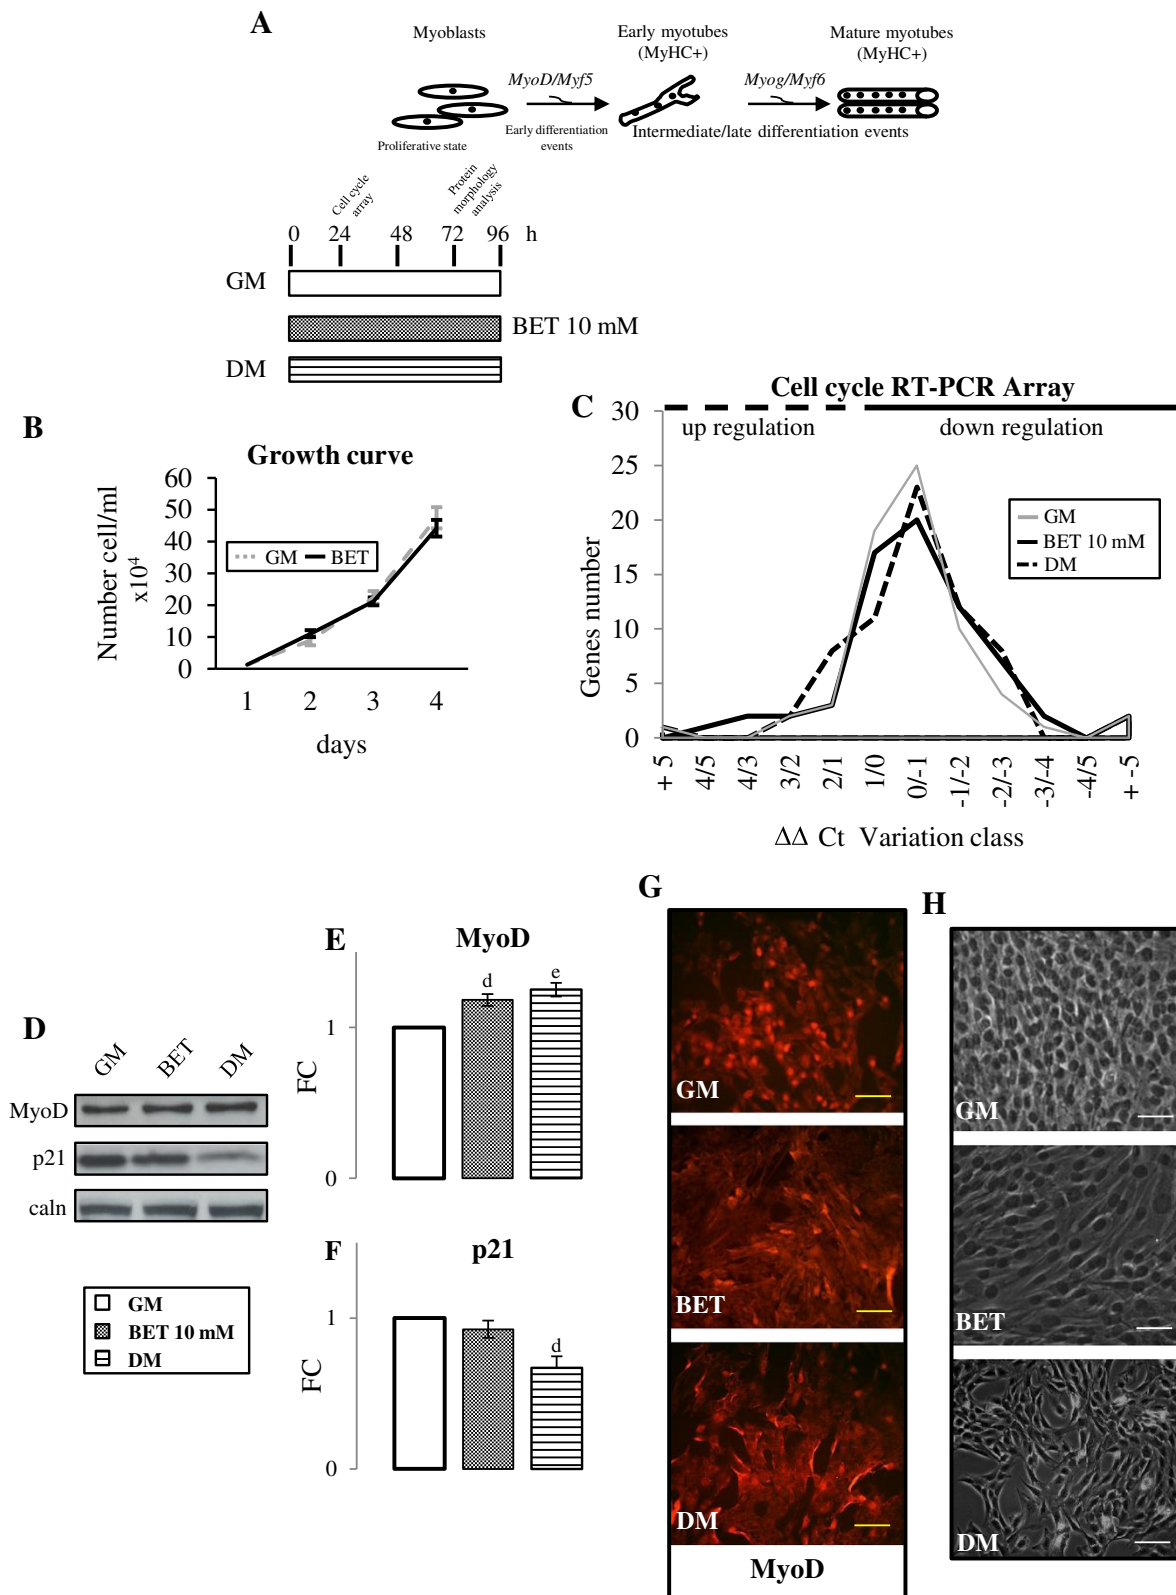 A
Myoblasts
Early myotubes
(MyHC+)
Mature myotubes
(MyHC+)
MyoD/Myf5
Myog/Myf6
Proliferative state
Early differentiation
events
Intermediate/late differentiation events
Cell cycle
array
Protein
morphology
analysis
0 24 48 72 96 h
GM
BET 10 mM
DM
B
Growth curve
Number cell/ml
x10⁴
60
50
40
30
20
10
0
GM BET
1 2 3 4
days
C
Cell cycle RT-PCR Array
up regulation down regulation
Genes number
30
25
20
15
10
5
0
GM
BET 10 mM
DM
+ 5 4/5 4/3 3/2 2/1 1/0 0/-1 -1/-2 -2/-3 -3/-4 -4/5 + -5
ΔΔ Ct Variation class
D
GM BET DM
MyoD
p21
caln
GM
BET 10 mM
DM
E
MyoD
FC
1
0
d e
F
p21
FC
1
0
d
G
GM
BET
DM
MyoD
H
GM
BET
DM